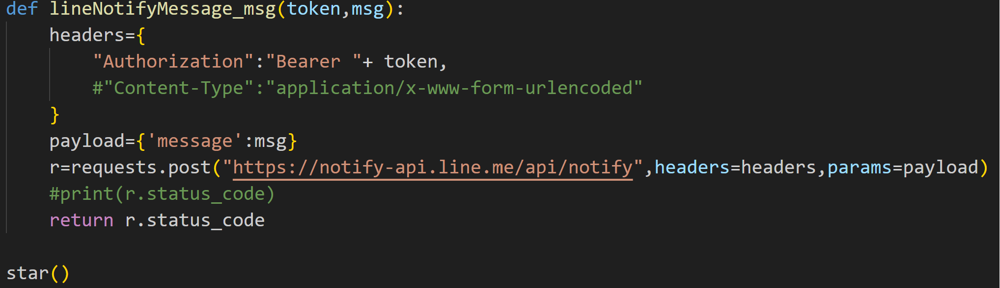 def lineNotifyMessage_msg(token,msg):
    headers={
        "Authorization":"Bearer "+ token,
        #"Content-Type":"application/x-www-form-urlencoded"
    }
    payload={'message':msg}
    r=requests.post("https://notify-api.line.me/api/notify",headers=headers,params=payload)
    #print(r.status_code)
    return r.status_code
star()